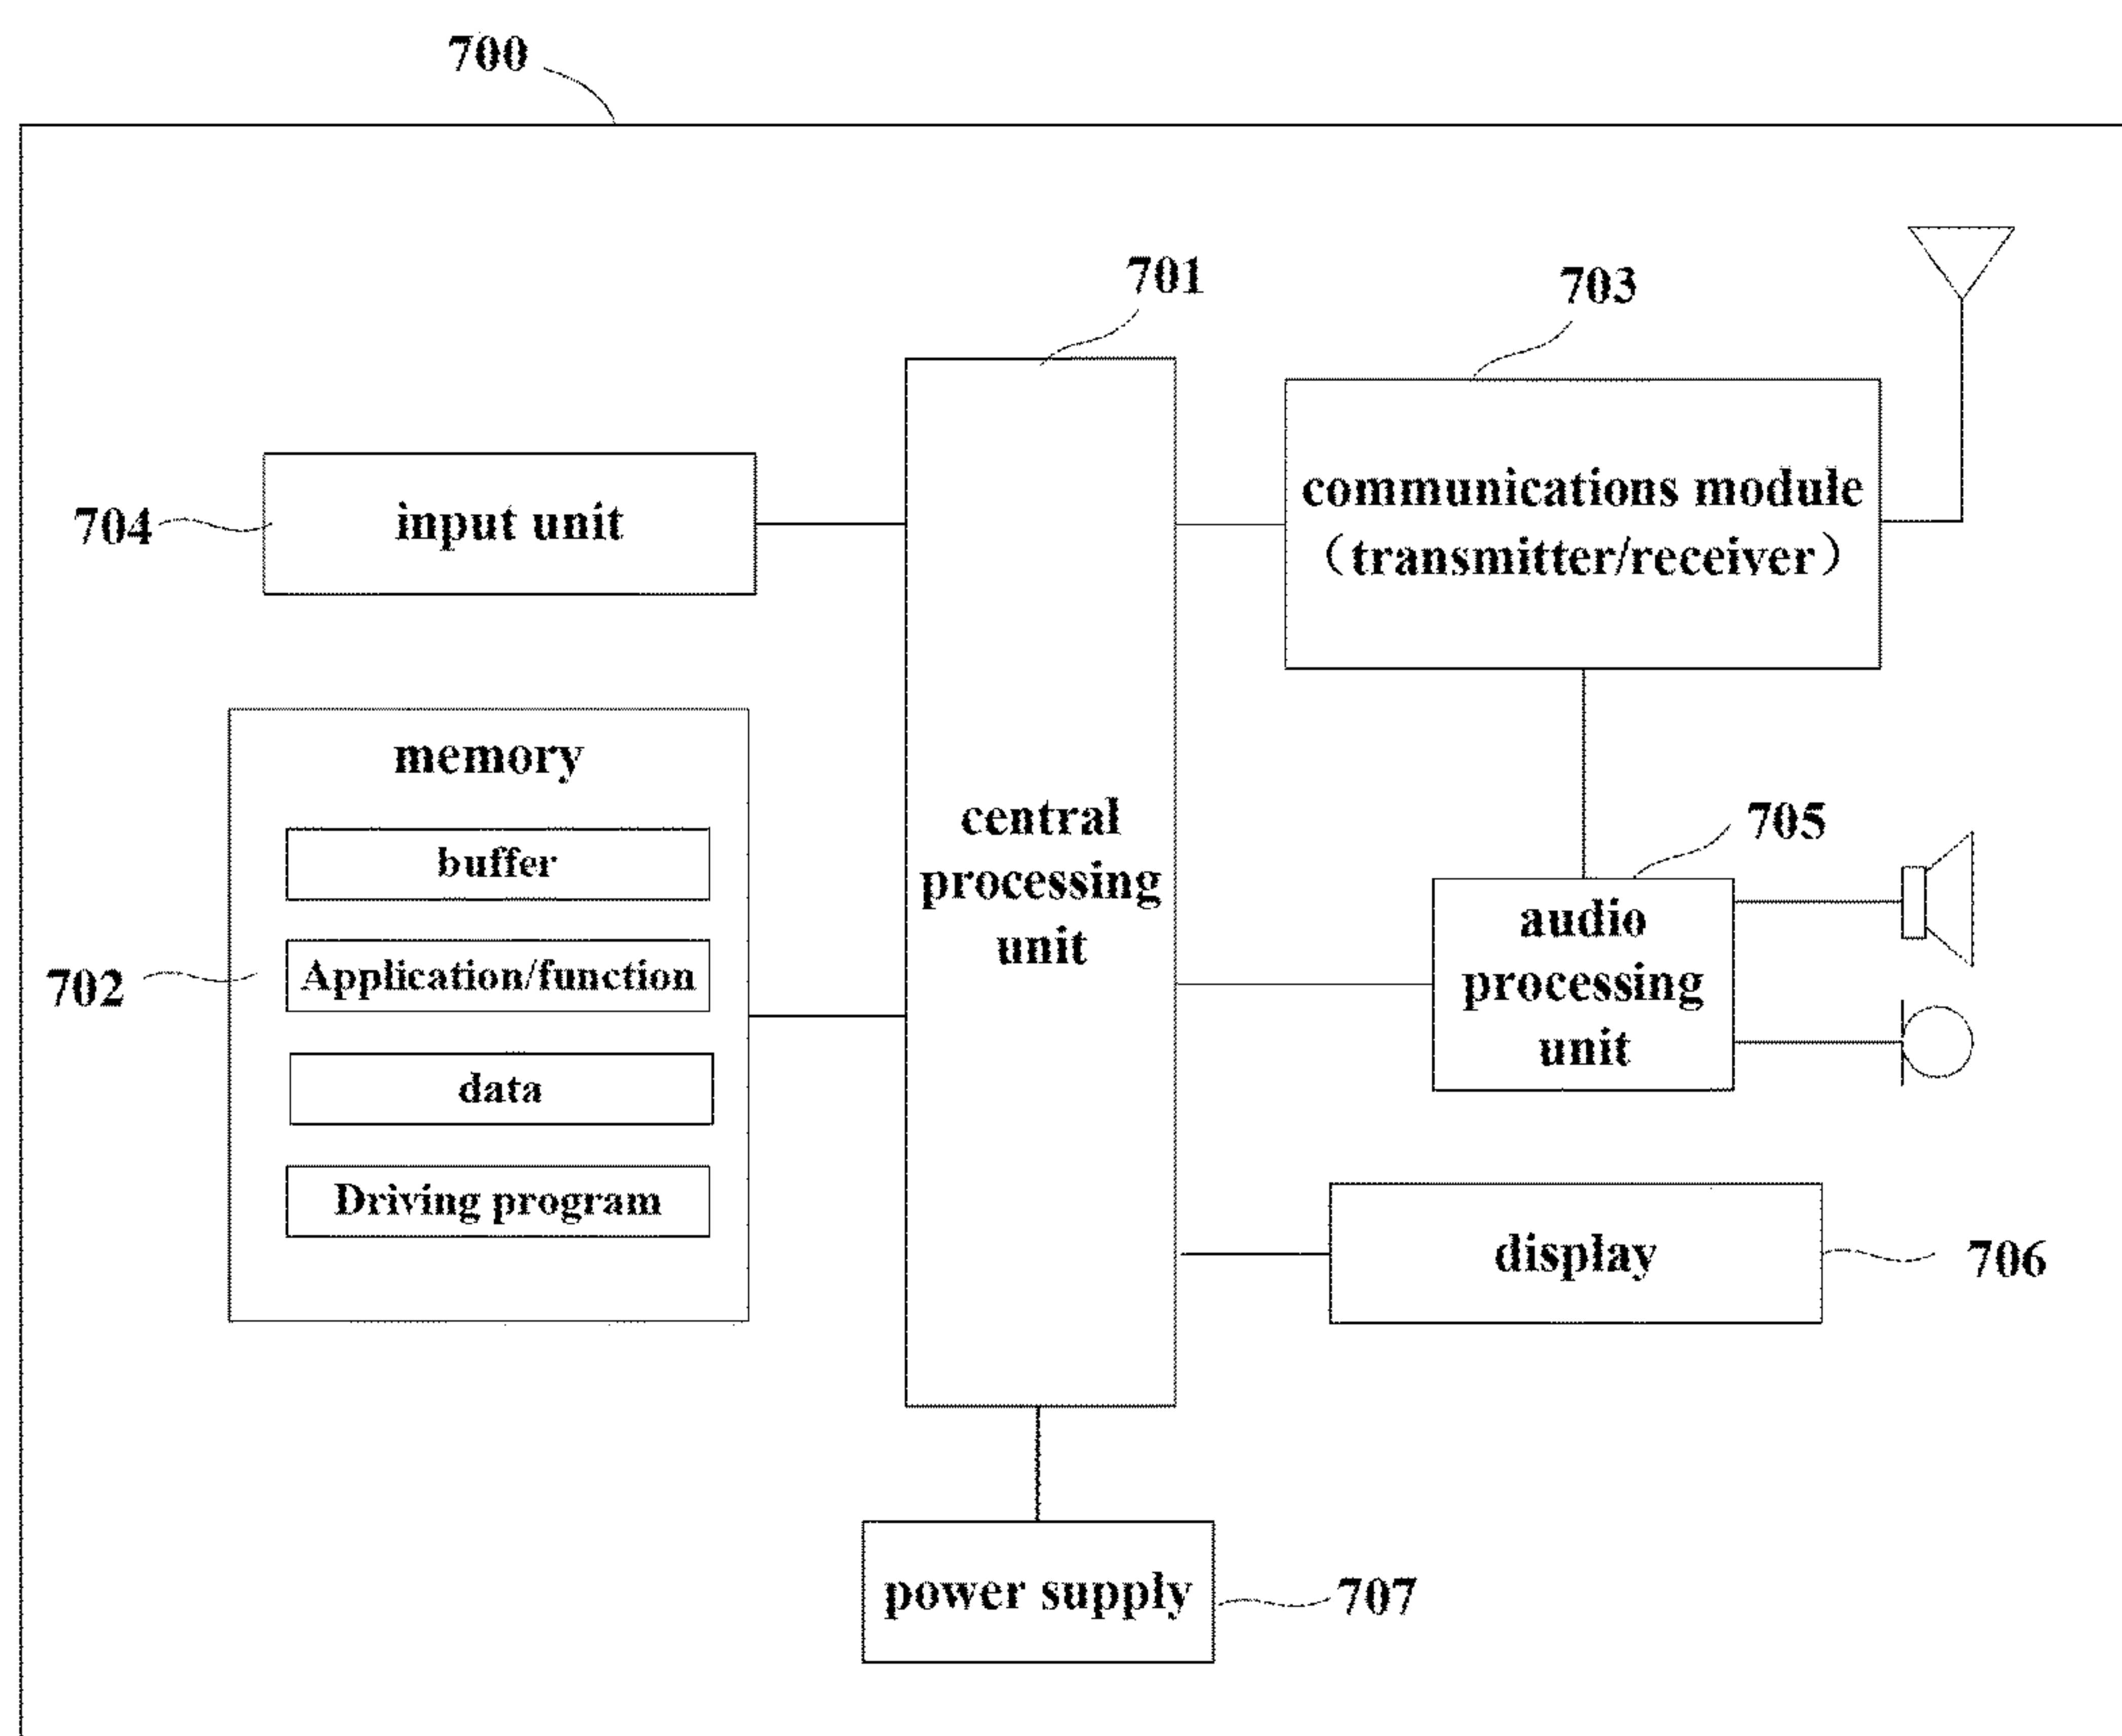 700
701
703
704
input unit
communications module
（transmitter/receiver）
memory
buffer
702
Application/function
data
Driving program
central
processing
unit
705
audio
processing
unit
display
706
power supply
707